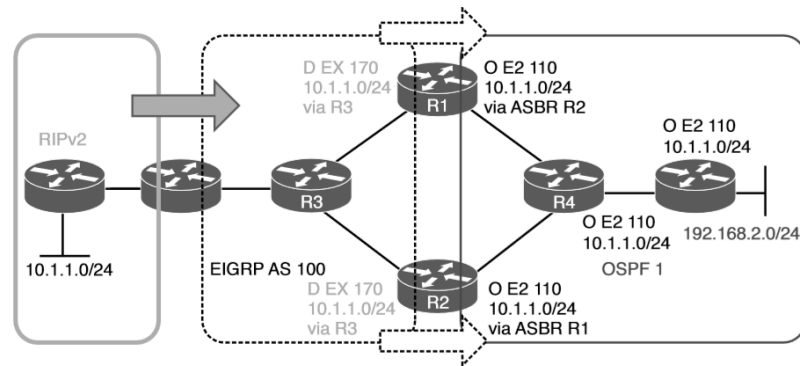 RIPv2
10.1.1.0/24
EIGRP AS 100
R3
D EX 170
10.1.1.0/24
via R3
R1
O E2 110
10.1.1.0/24
via ASBR R2
D EX 170
10.1.1.0/24
via R3
R2
O E2 110
10.1.1.0/24
via ASBR R1
R4
O E2 110
10.1.1.0/24
O E2 110
10.1.1.0/24
192.168.2.0/24
OSPF 1